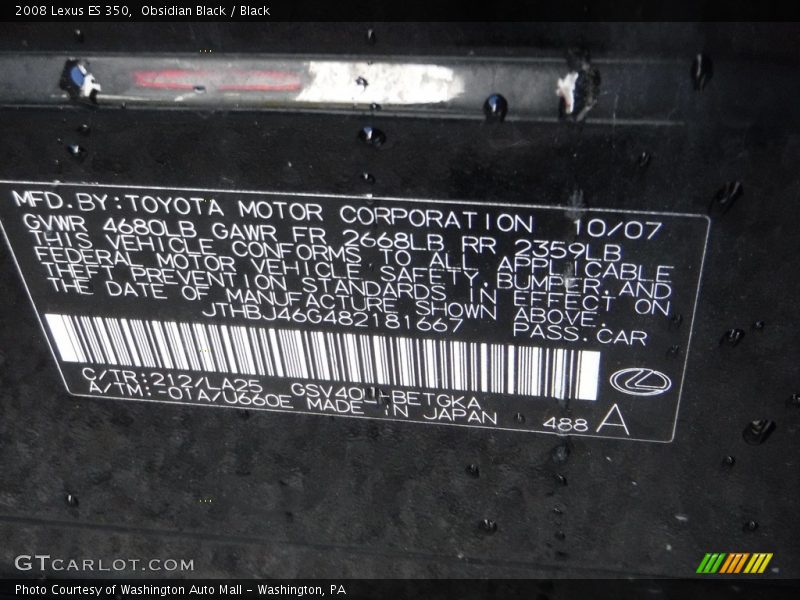 2008 Lexus ES 350,  Obsidian Black / Black
MFD.BY:TOYOTA MOTOR CORPORATION 10/07
GVWR 4680LB GAWR FR 2668LB RR 2359LB
THIS VEHICLE CONFORMS TO ALL APPLICABLE
FEDERAL MOTOR VEHICLE SAFETY,BUMPER,AND
THEFT PREVENTION STANDARDS IN EFFECT ON
THE DATE OF MANUFACTURE SHOWN ABOVE.
JTHBJ46G482181667 PASS.CAR
C/TR:212/LA25 GSV40L-BETGKA
A/TM:-01A/U660E MADE IN JAPAN 488 A
GTCARLOT.COM
Photo Courtesy of Washington Auto Mall - Washington, PA